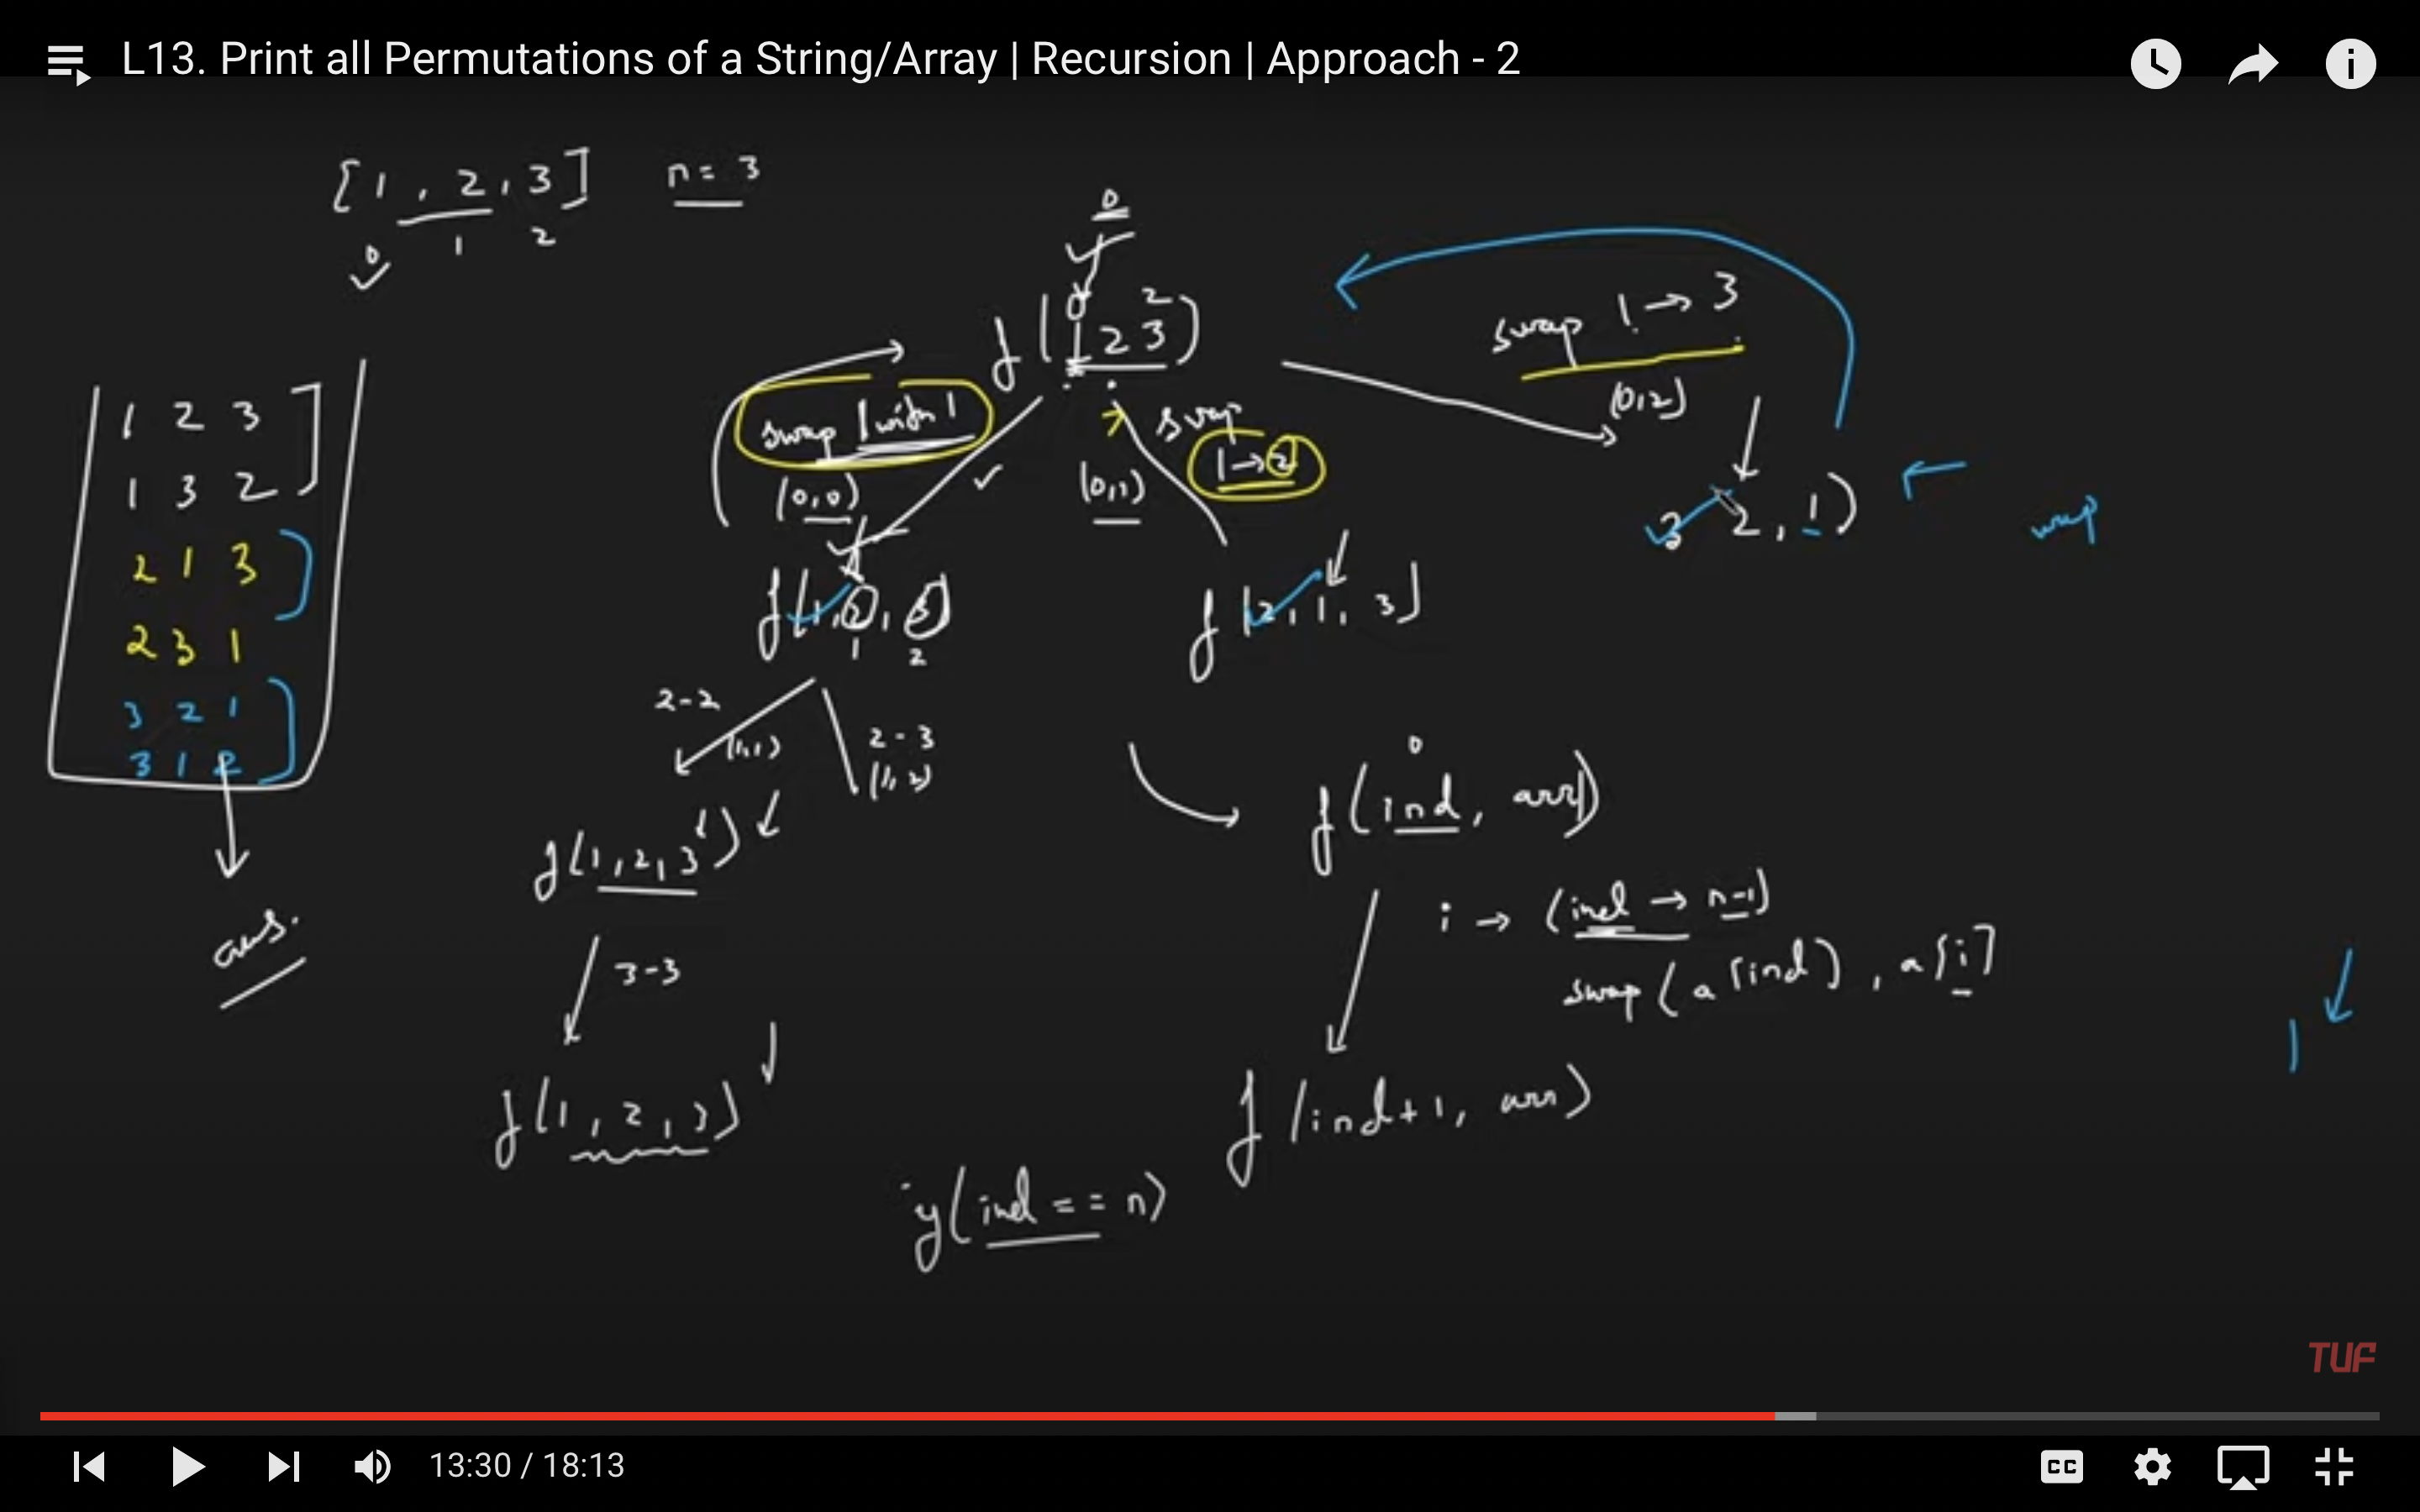 L13. Print all Permutations of a String/Array | Recursion | Approach - 2
[1, 2, 3] n = 3
0 1 2
0
0 2
f(1 2 3)
swap 1 → 3
(0,2)
swap 1 with 1
(0,0)
swap
1→2
(0,1)
1 2 3
1 3 2
2 1 3
2 3 1
3 2 1
3 1 2
ans.
3 2, 1)
f(1, 2, 3)
1 2
f(2, 1, 3)
2-2
(1,1)
2-3
(1,2)
f(1,2,3)
3-3
f(1,2,3)
0
f(ind, arr)
i → (ind → n-1)
swap(a[ind], a[i]
f(ind+1, arr)
if(ind == n)
TUF
13:30 / 18:13
CC